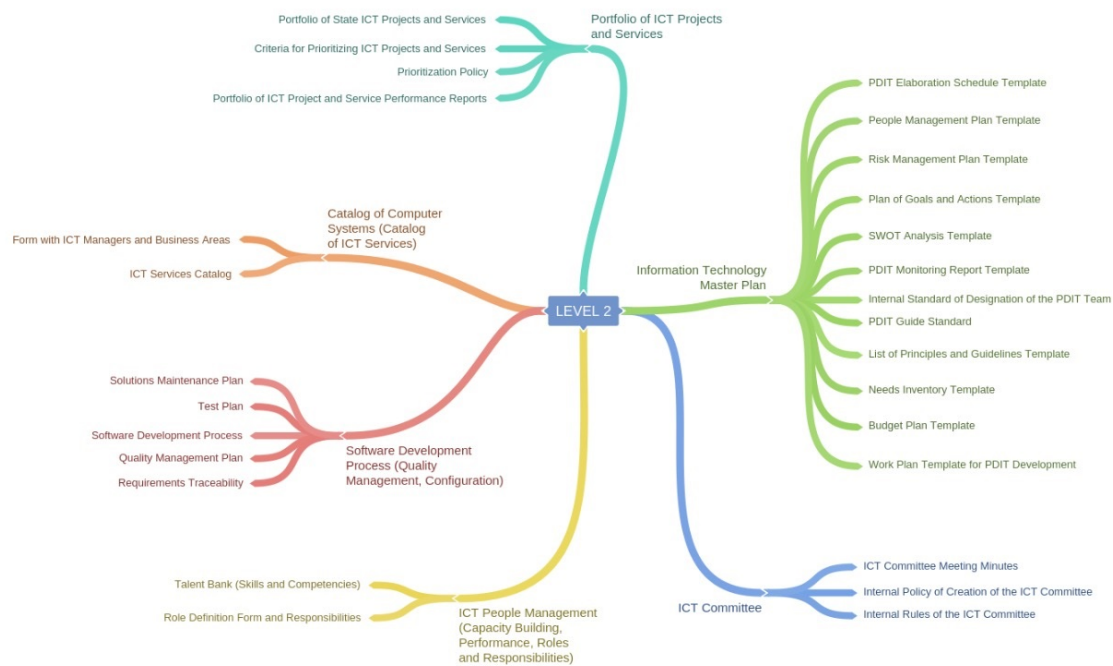 Portfolio of ICT Projects
and Services
Portfolio of State ICT Projects and Services
Criteria for Prioritizing ICT Projects and Services
Prioritization Policy
Portfolio of ICT Project and Service Performance Reports
Catalog of Computer
Systems (Catalog
of ICT Services)
Form with ICT Managers and Business Areas
ICT Services Catalog
LEVEL 2
Software Development
Process (Quality
Management, Configuration)
Solutions Maintenance Plan
Test Plan
Software Development Process
Quality Management Plan
Requirements Traceability
ICT People Management
(Capacity Building,
Performance, Roles
and Responsibilities)
Talent Bank (Skills and Competencies)
Role Definition Form and Responsibilities
Information Technology
Master Plan
PDIT Elaboration Schedule Template
People Management Plan Template
Risk Management Plan Template
Plan of Goals and Actions Template
SWOT Analysis Template
PDIT Monitoring Report Template
Internal Standard of Designation of the PDIT Team
PDIT Guide Standard
List of Principles and Guidelines Template
Needs Inventory Template
Budget Plan Template
Work Plan Template for PDIT Development
ICT Committee
ICT Committee Meeting Minutes
Internal Policy of Creation of the ICT Committee
Internal Rules of the ICT Committee